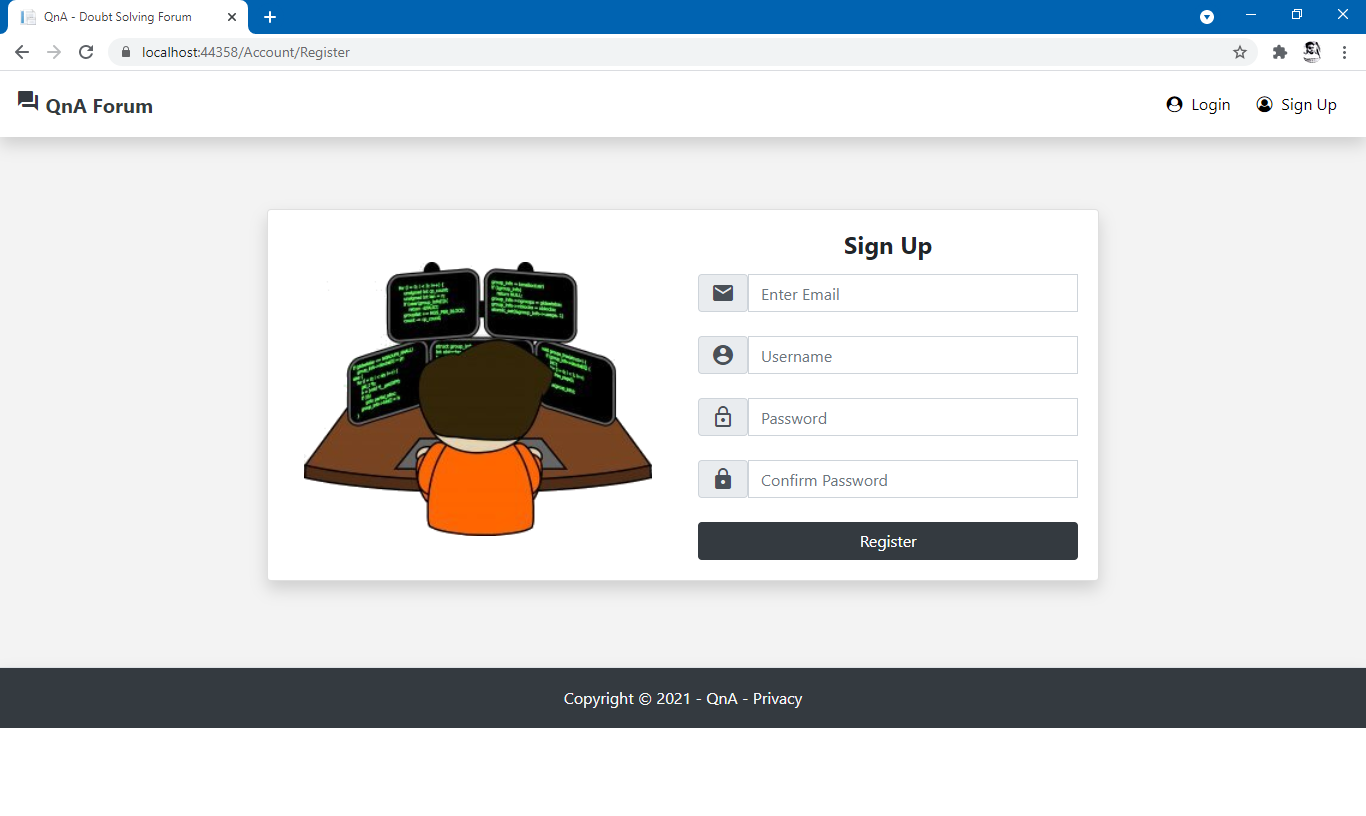 QnA - Doubt Solving Forum
localhost:44358/Account/Register
QnA Forum
Login
Sign Up
Sign Up
Enter Email
Username
Password
Confirm Password
Register
Copyright © 2021 - QnA - Privacy